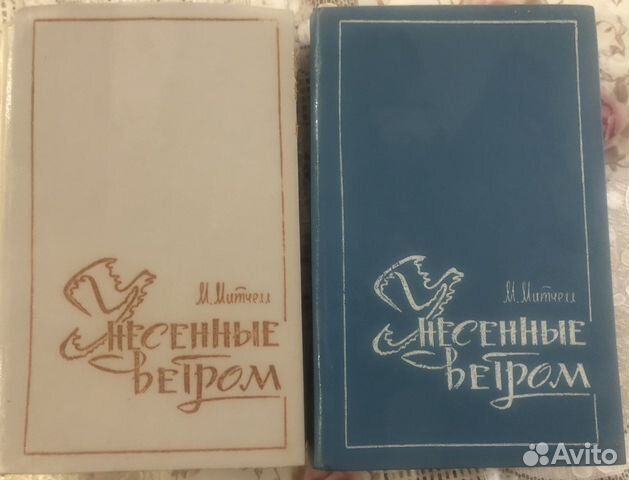 М. Митчелл
Унесенные
ветром
М. Митчелл
Унесенные
ветром
Avito